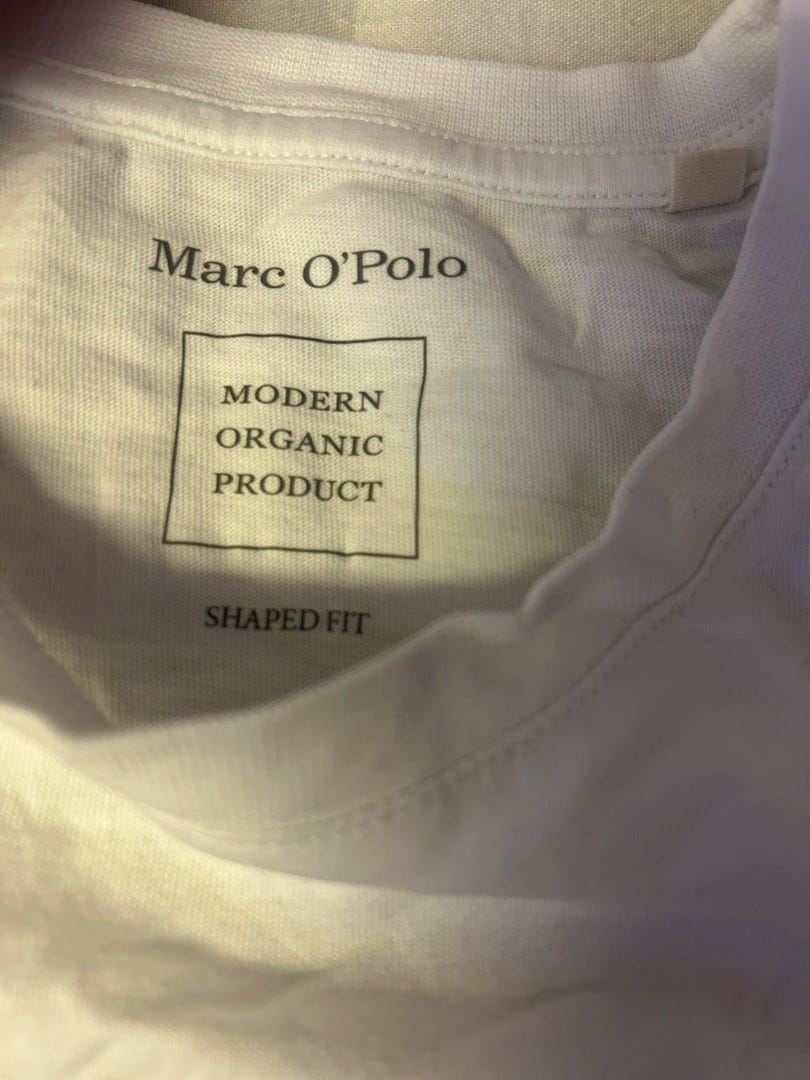 Marc O'Polo
MODERN
ORGANIC
PRODUCT
SHAPED FIT